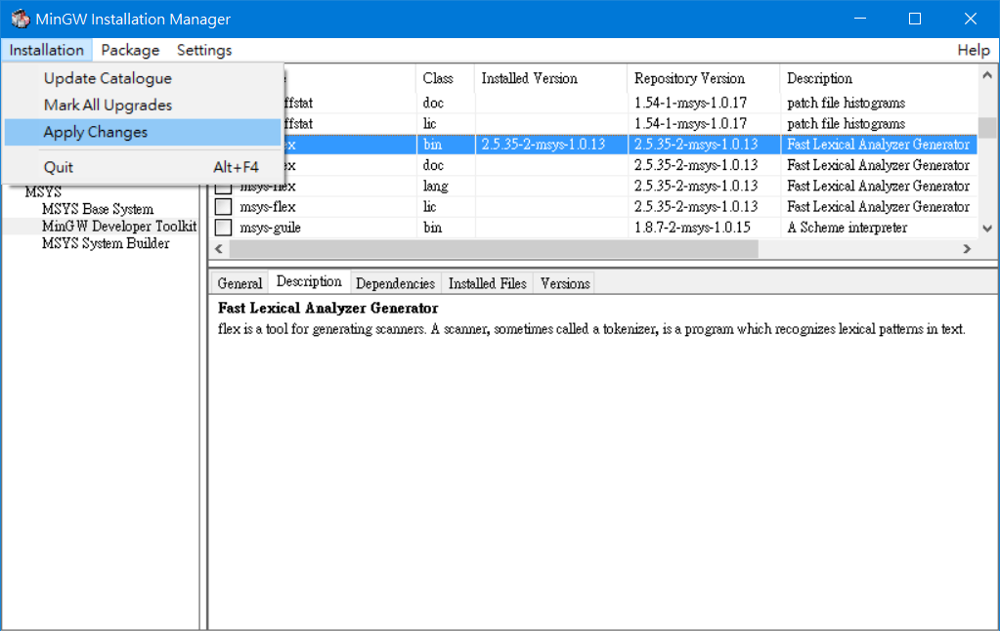 MinGW Installation Manager
Installation Package Settings Help
Update Catalogue
Mark All Upgrades
Apply Changes
Quit Alt+F4
MSYS
MSYS Base System
MinGW Developer Toolkit
MSYS System Builder
Class Installed Version Repository Version Description
ffstat doc 1.54-1-msys-1.0.17 patch file histograms
ffstat lic 1.54-1-msys-1.0.17 patch file histograms
ex bin 2.5.35-2-msys-1.0.13 2.5.35-2-msys-1.0.13 Fast Lexical Analyzer Generator
ex doc 2.5.35-2-msys-1.0.13 Fast Lexical Analyzer Generator
msys-flex lang 2.5.35-2-msys-1.0.13 Fast Lexical Analyzer Generator
msys-flex lic 2.5.35-2-msys-1.0.13 Fast Lexical Analyzer Generator
msys-guile bin 1.8.7-2-msys-1.0.15 A Scheme interpreter
General Description Dependencies Installed Files Versions
Fast Lexical Analyzer Generator
flex is a tool for generating scanners. A scanner, sometimes called a tokenizer, is a program which recognizes lexical patterns in text.